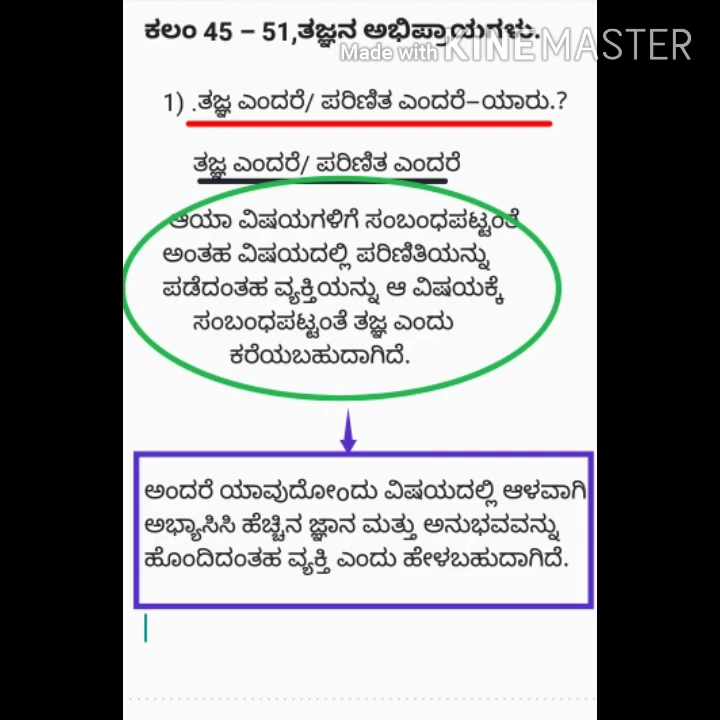 ಕಲಂ 45 – 51,ತಜ್ಞನ ಅಭಿಪ್ರಾಯಗಳು.
Made with KINEMASTER
1) .ತಜ್ಞ ಎಂದರೆ/ ಪರಿಣಿತ ಎಂದರೆ–ಯಾರು.?
ತಜ್ಞ ಎಂದರೆ/ ಪರಿಣಿತ ಎಂದರೆ
ಆಯಾ ವಿಷಯಗಳಿಗೆ ಸಂಬಂಧಪಟ್ಟಂತೆ
ಅಂತಹ ವಿಷಯದಲ್ಲಿ ಪರಿಣಿತಿಯನ್ನು
ಪಡೆದಂತಹ ವ್ಯಕ್ತಿಯನ್ನು ಆ ವಿಷಯಕ್ಕೆ
ಸಂಬಂಧಪಟ್ಟಂತೆ ತಜ್ಞ ಎಂದು
ಕರೆಯಬಹುದಾಗಿದೆ.
ಅಂದರೆ ಯಾವುದೋಂದು ವಿಷಯದಲ್ಲಿ ಆಳವಾಗಿ
ಅಭ್ಯಾಸಿಸಿ ಹೆಚ್ಚಿನ ಜ್ಞಾನ ಮತ್ತು ಅನುಭವವನ್ನು
ಹೊಂದಿದಂತಹ ವ್ಯಕ್ತಿ ಎಂದು ಹೇಳಬಹುದಾಗಿದೆ.